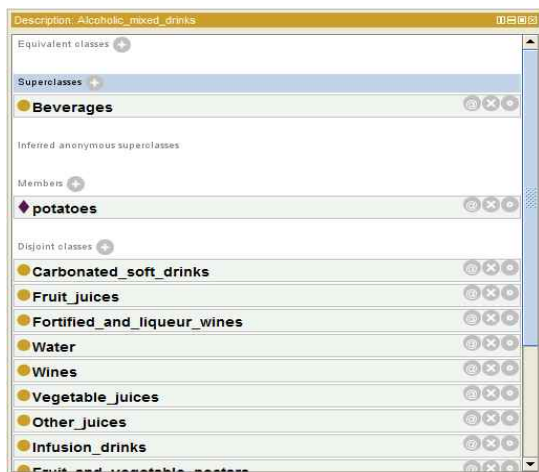 Description: Alcoholic_mixed_drinks
Equivalent classes
Superclasses
Beverages
Inferred anonymous superclasses
Members
potatoes
Disjoint classes
Carbonated_soft_drinks
Fruit_juices
Fortified_and_liqueur_wines
Water
Wines
Vegetable_juices
Other_juices
Infusion_drinks
Fruit_and_vegetable_nectars